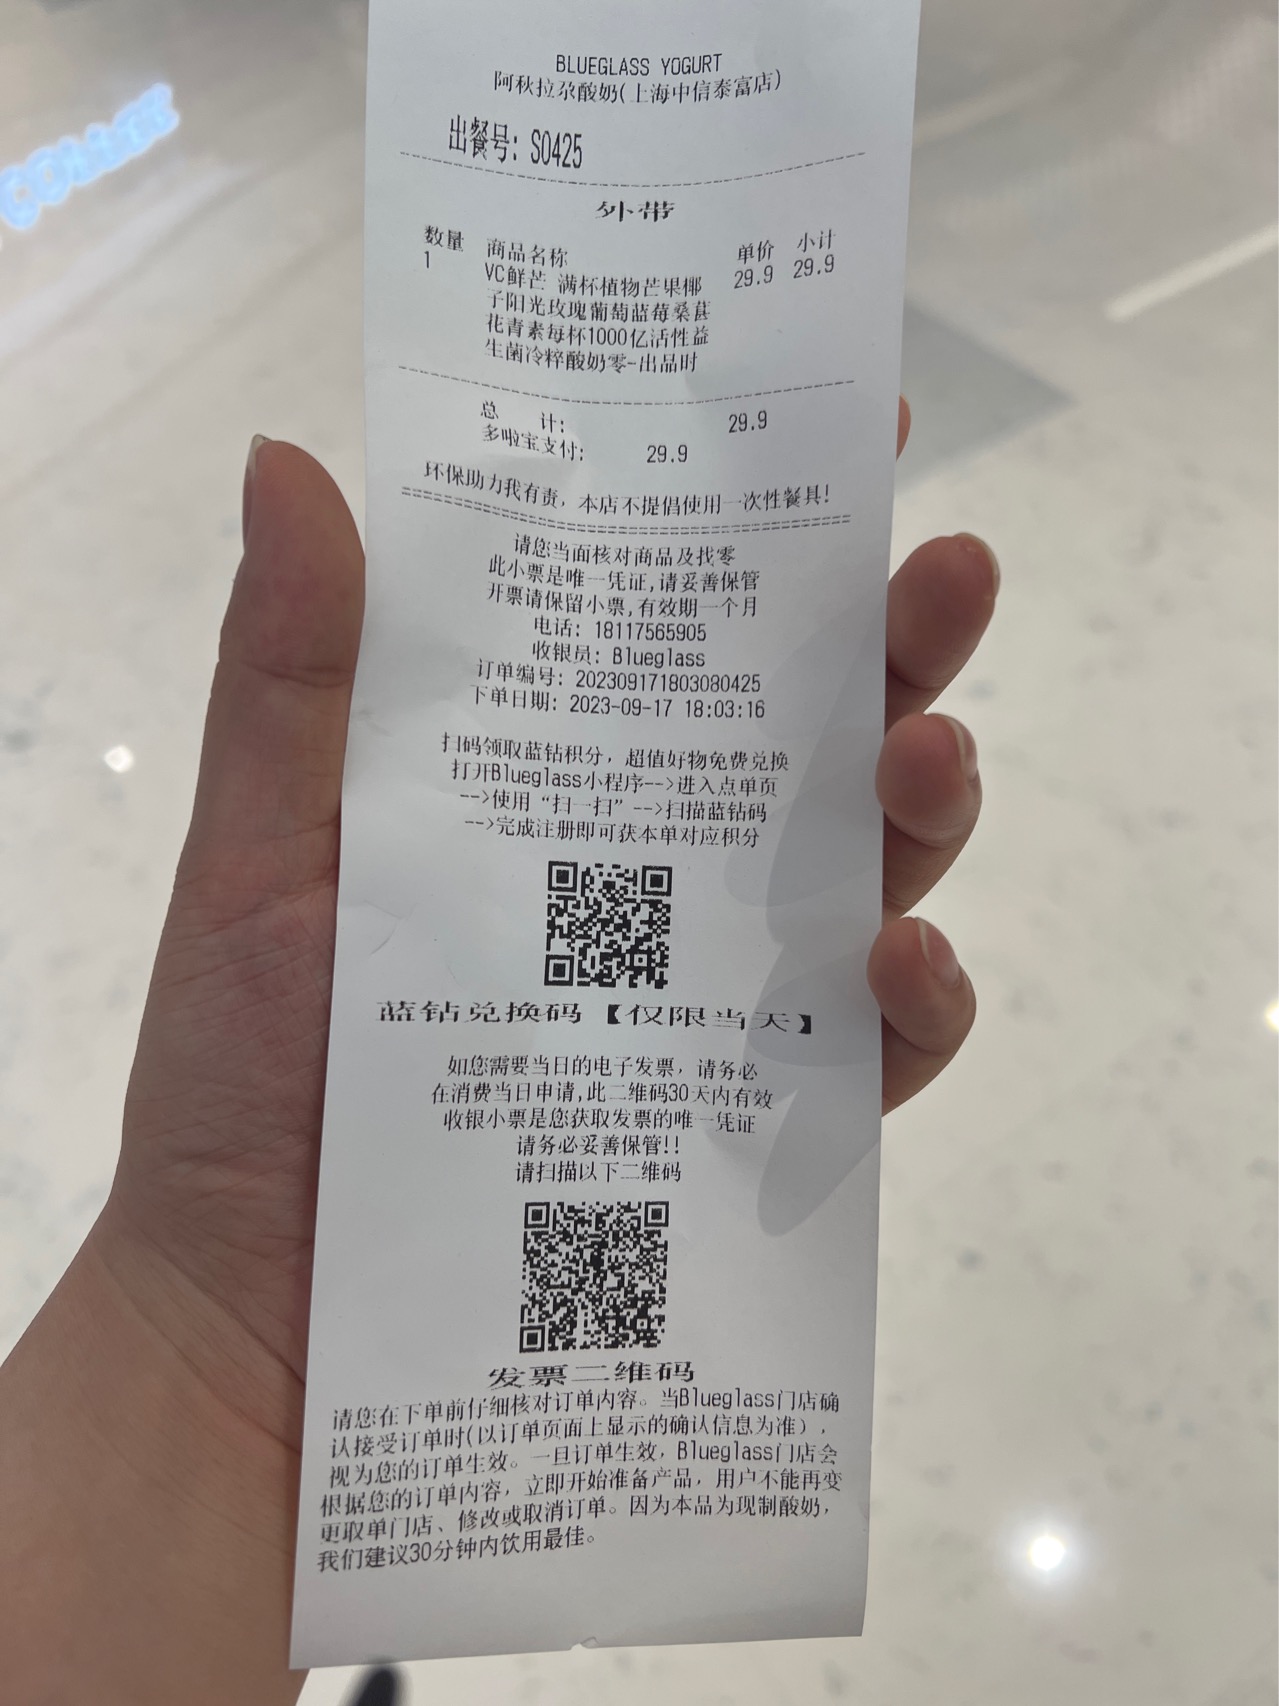 BLUEGLASS YOGURT
阿秋拉尕酸奶(上海中信泰富店)
出餐号: S0425
外带
数量 商品名称 单价 小计
1 VC鲜芒 满杯植物芒果椰 29.9 29.9
子阳光玫瑰葡萄蓝莓桑葚
花青素每杯1000亿活性益
生菌冷粹酸奶零-出品时
总 计: 29.9
多啦宝支付: 29.9
环保助力我有责, 本店不提倡使用一次性餐具!
请您当面核对商品及找零
此小票是唯一凭证,请妥善保管
开票请保留小票,有效期一个月
电话: 18117565905
收银员: Blueglass
订单编号: 202309171803080425
下单日期: 2023-09-17 18:03:16
扫码领取蓝钻积分, 超值好物免费兑换
打开Blueglass小程序-->进入点单页
-->使用“扫一扫”-->扫描蓝钻码
-->完成注册即可获本单对应积分
蓝钻兑换码【仅限当天】
如您需要当日的电子发票, 请务必
在消费当日申请,此二维码30天内有效
收银小票是您获取发票的唯一凭证
请务必妥善保管!!
请扫描以下二维码
发票二维码
请您在下单前仔细核对订单内容。当Blueglass门店确
认接受订单时(以订单页面上显示的确认信息为准),
视为您的订单生效。一旦订单生效, Blueglass门店会
根据您的订单内容, 立即开始准备产品, 用户不能再变
更取单门店、修改或取消订单。因为本品为现制酸奶,
我们建议30分钟内饮用最佳。